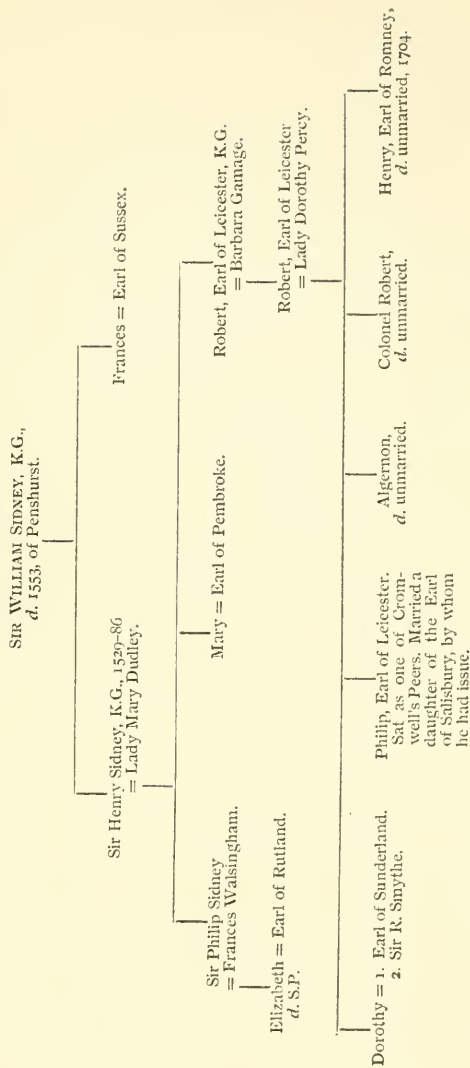 SIR WILLIAM SIDNEY, K.G.,
d. 1553, of Penshurst.
Sir Henry Sidney, K.G., 1529–86
= Lady Mary Dudley.
Frances = Earl of Sussex.
Sir Philip Sidney
= Frances Walsingham.
Mary = Earl of Pembroke.
Robert, Earl of Leicester, K.G.
= Barbara Gamage.
Elizabeth = Earl of Rutland.
d. S.P.
Robert, Earl of Leicester
= Lady Dorothy Percy.
Dorothy = 1. Earl of Sunderland.
2. Sir R. Smythe.
Philip, Earl of Leicester.
Sat as one of Crom-
well's Peers. Married a
daughter of the Earl
of Salisbury, by whom
he had issue.
Algernon,
d. unmarried.
Colonel Robert,
d. unmarried.
Henry, Earl of Romney,
d. unmarried, 1704.